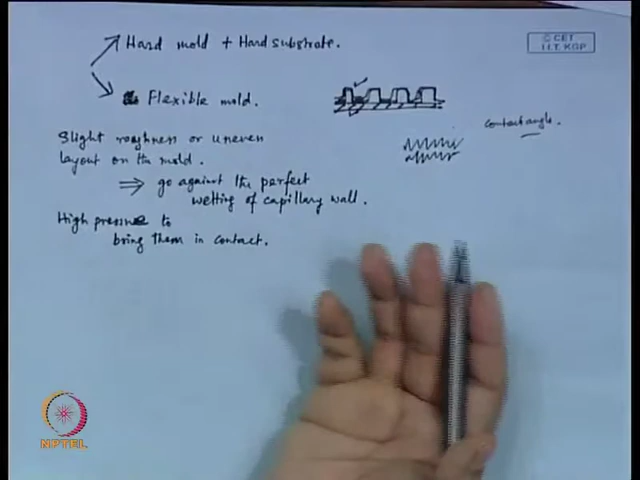 Hard mold + Hard substrate.
© CET
I.I.T. KGP
Flexible mold.
contact angle.
Slight roughness or uneven
layout on the mold.
⇒ go against the perfect
wetting of capillary wall.
High pressure to
bring them in contact.
NPTEL